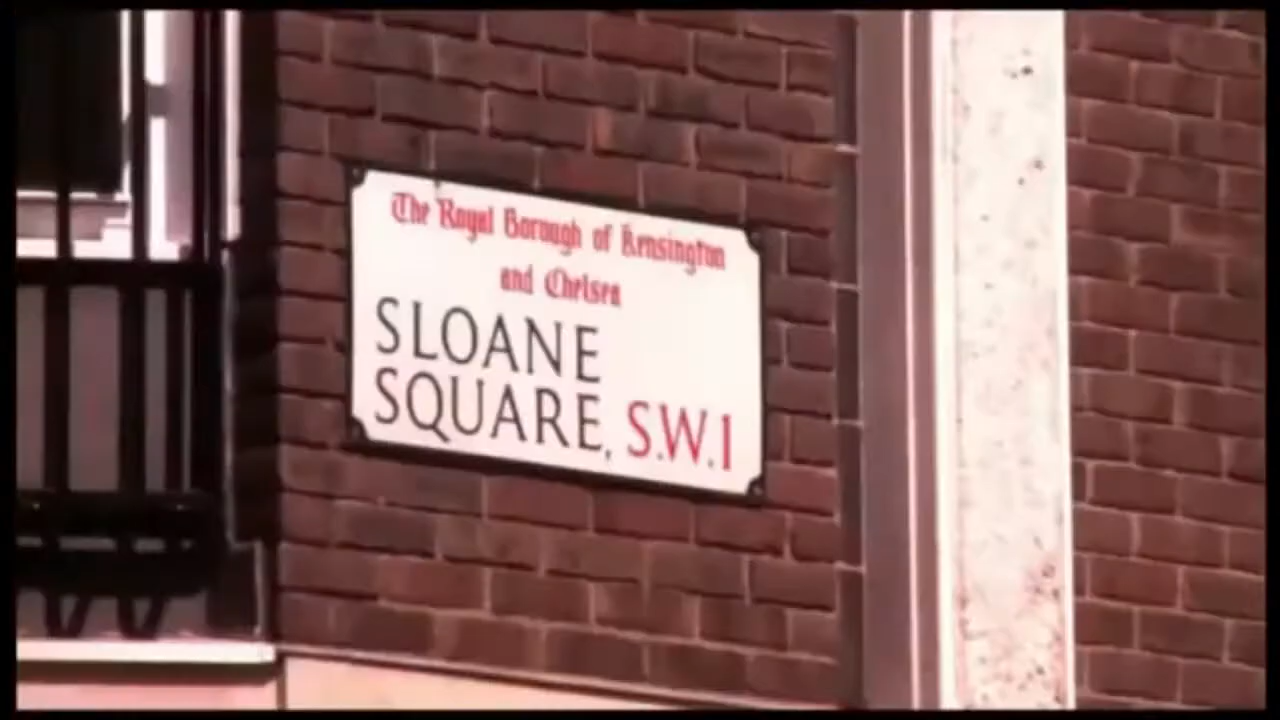 The Royal Borough of Kensington
and Chelsea
SLOANE
SQUARE, S.W.1